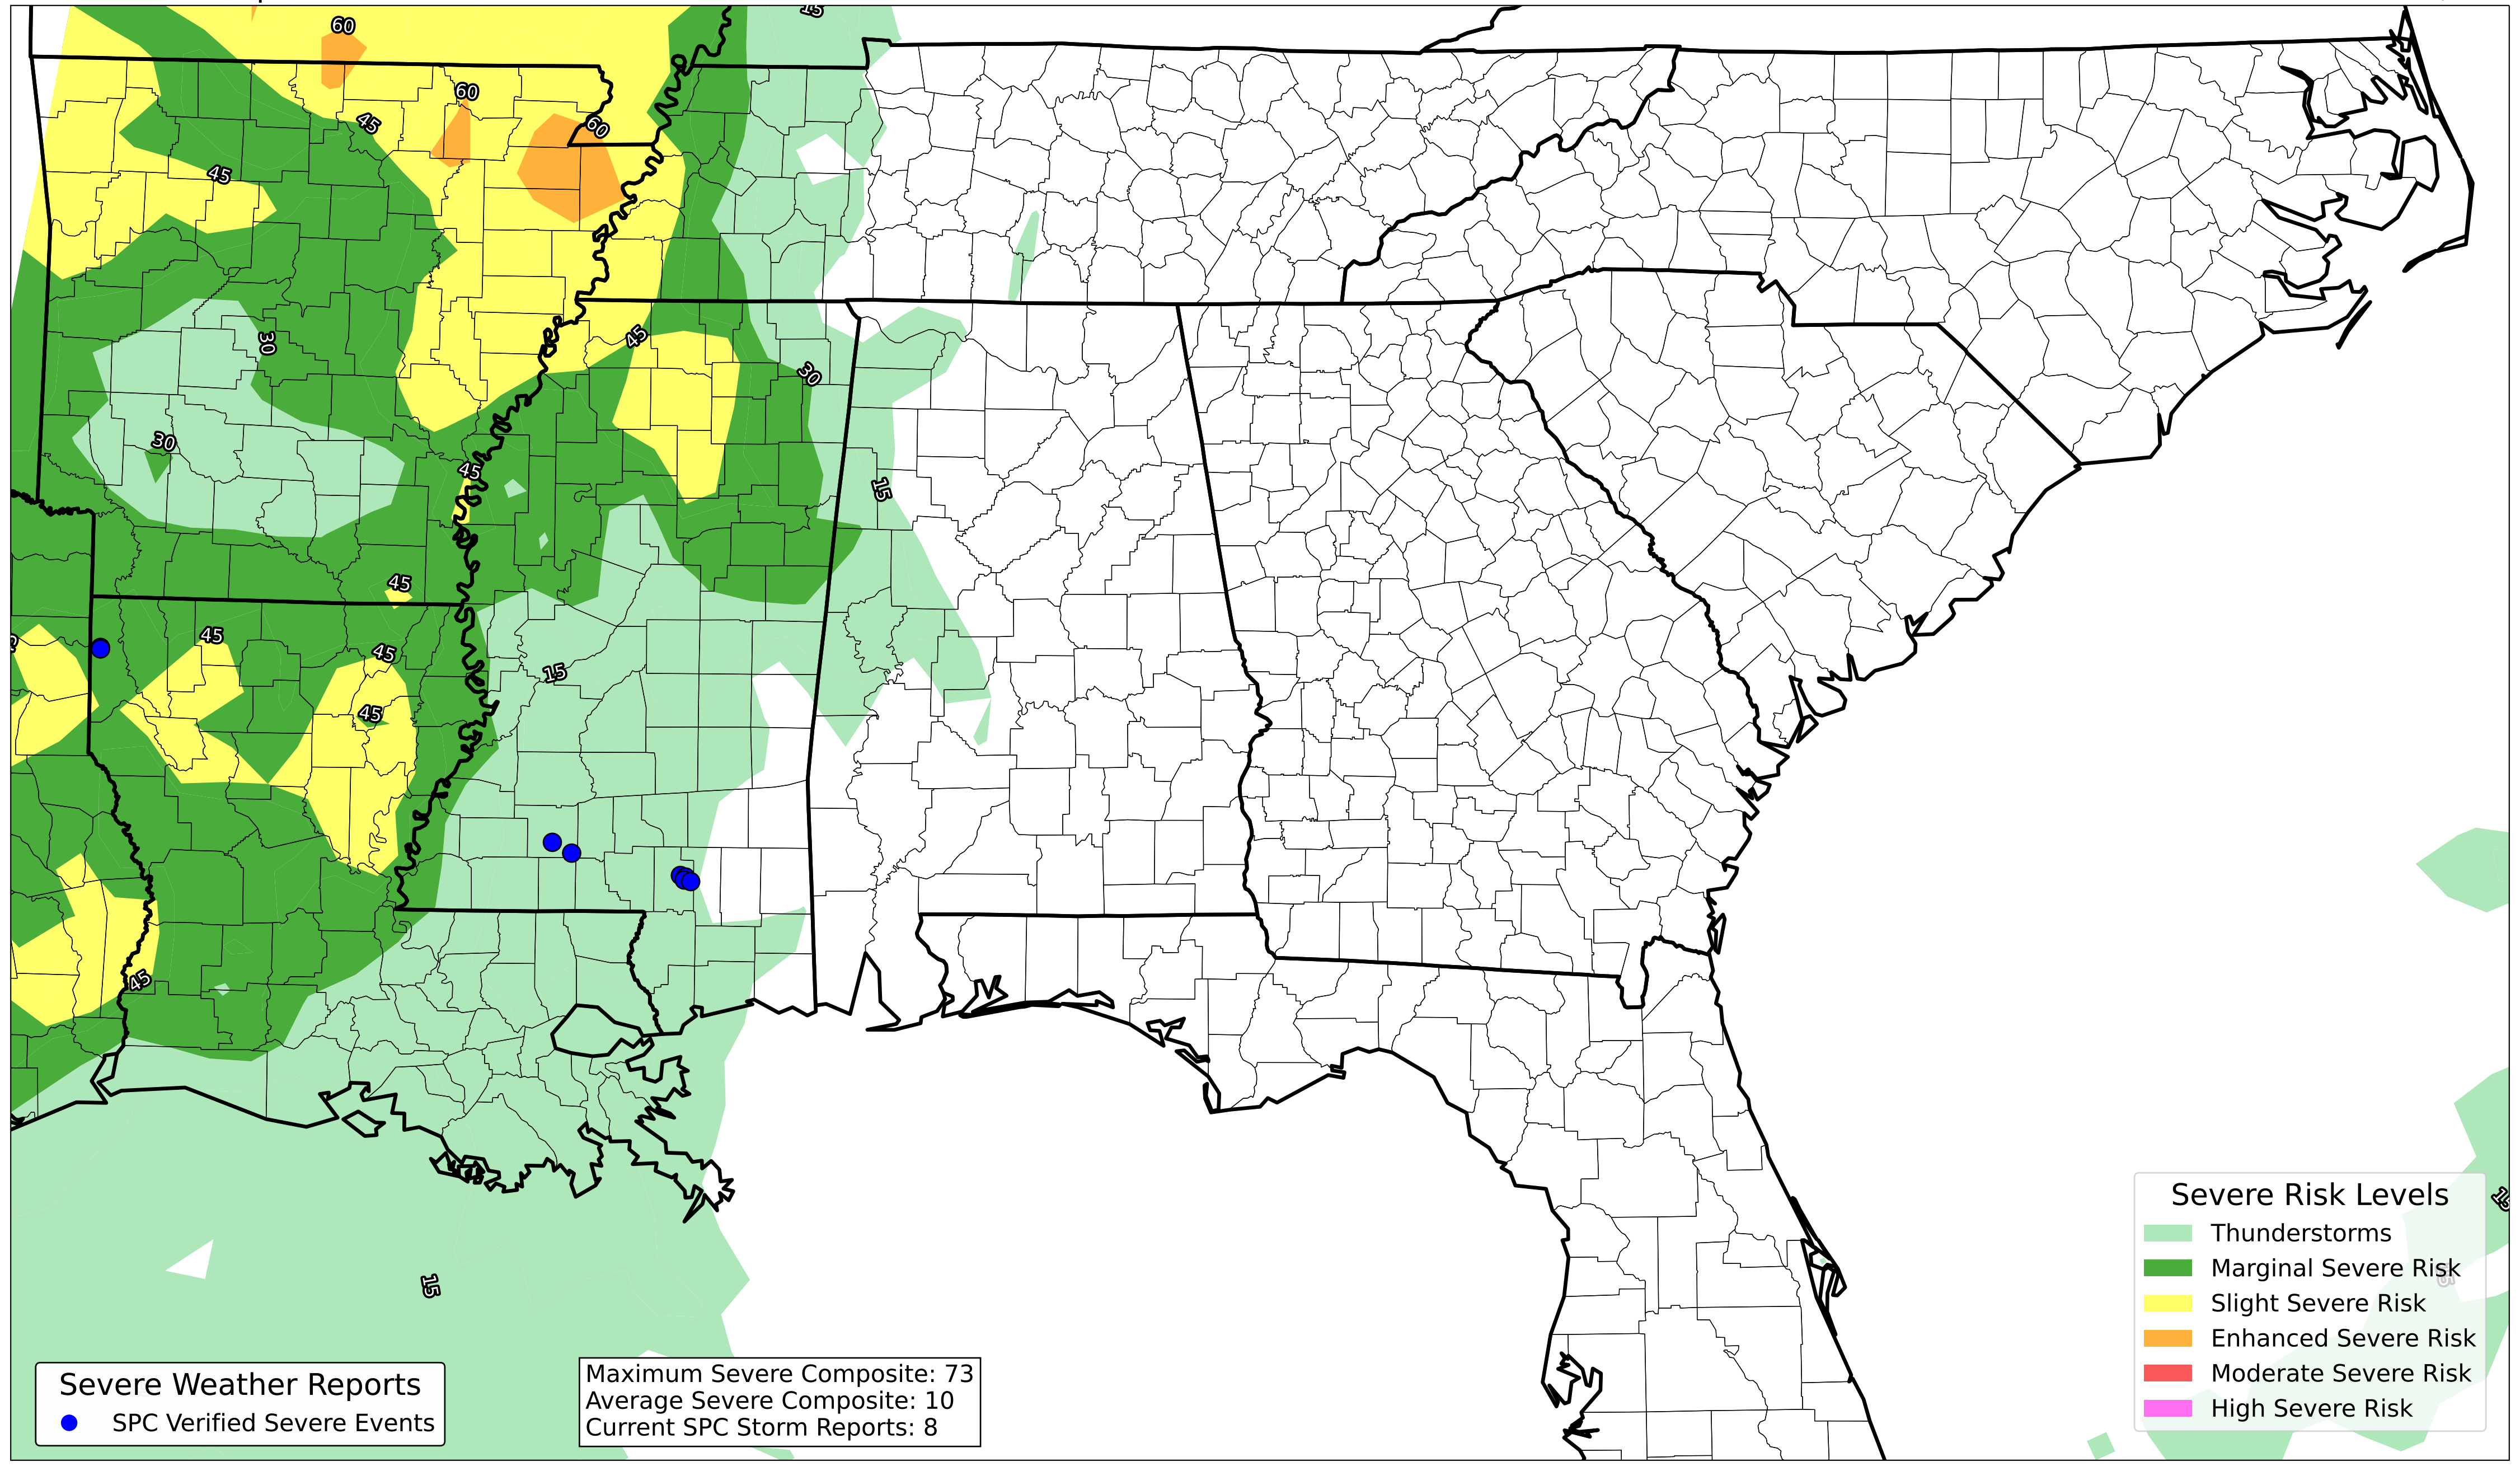 15
60
60
45
60
45
45
30
30
30
45
15
45
45
45
45
15
45
45
15
15
Severe Risk Levels
Thunderstorms
Marginal Severe Risk
Slight Severe Risk
Enhanced Severe Risk
Moderate Severe Risk
High Severe Risk
Severe Weather Reports
SPC Verified Severe Events
Maximum Severe Composite: 73
Average Severe Composite: 10
Current SPC Storm Reports: 8